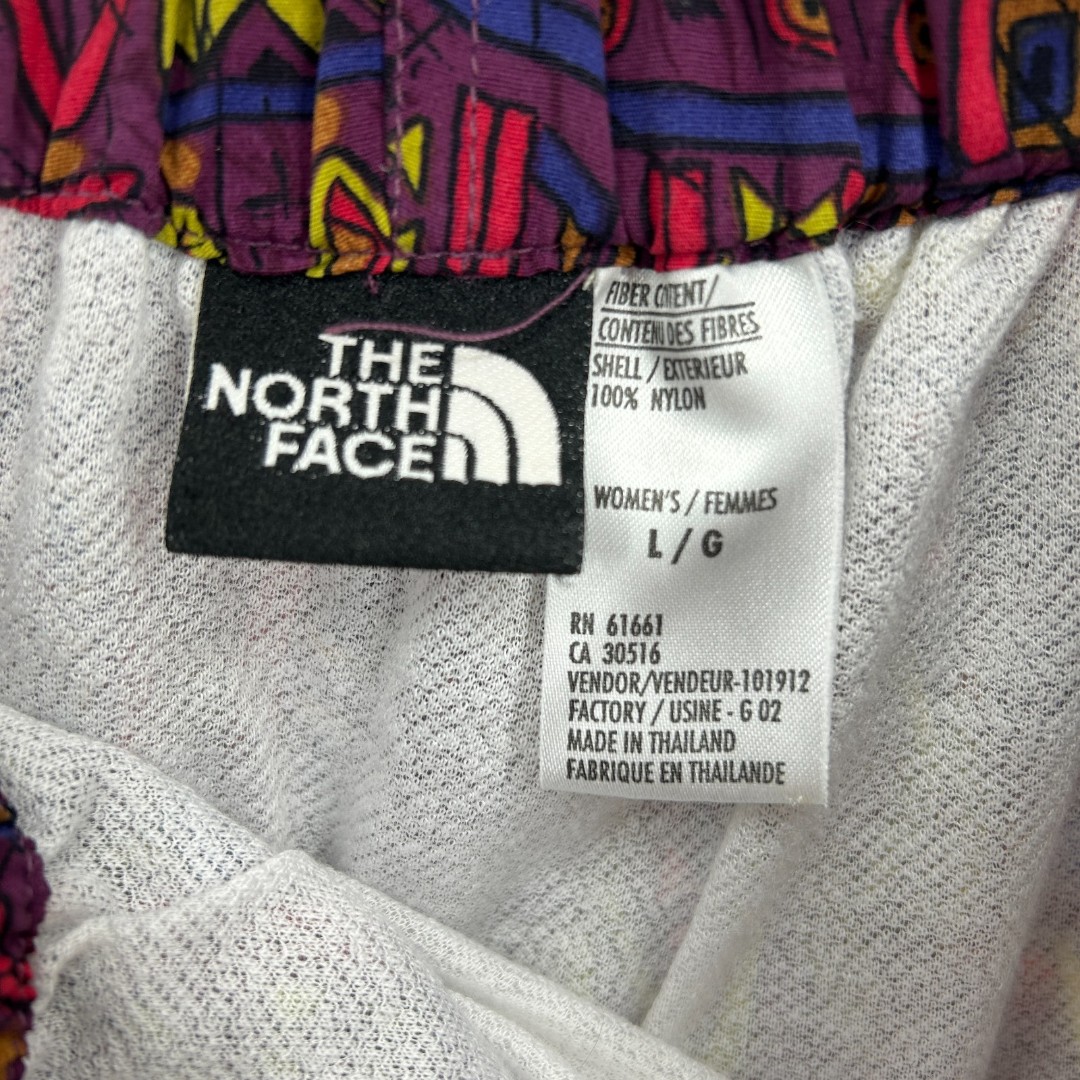 THE
NORTH
FACE
FIBER CONTENT/
CONTENU DES FIBRES
SHELL / EXTERIEUR
100% NYLON
WOMEN'S / FEMMES
L / G
RN 61661
CA 30516
VENDOR/VENDEUR-101912
FACTORY / USINE - G 02
MADE IN THAILAND
FABRIQUE EN THAILANDE